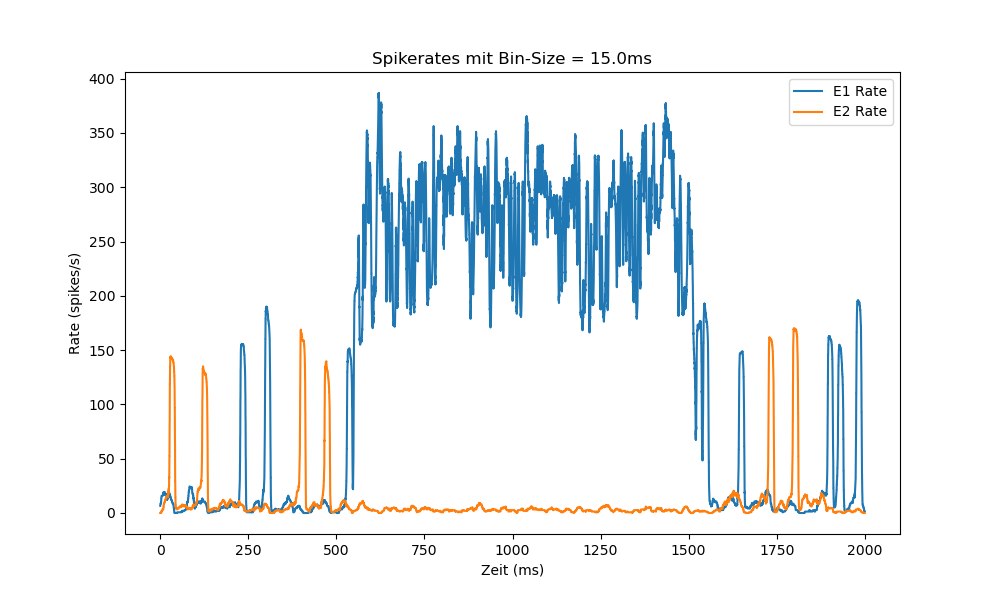 Spikerates mit Bin-Size = 15.0ms
E1 Rate
E2 Rate
400
350
300
250
200
150
100
50
0
Rate (spikes/s)
0 250 500 750 1000 1250 1500 1750 2000
Zeit (ms)